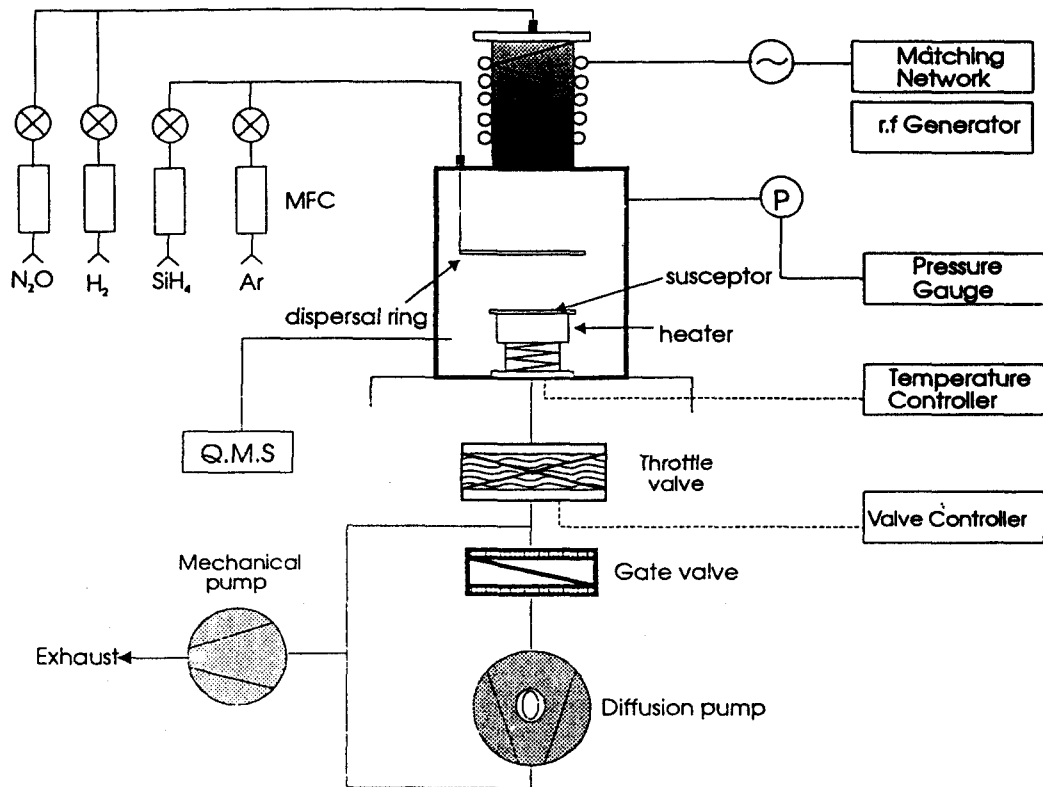 Mátching
Network
r.f Generator
MFC
N₂O
H₂
SiH₄
Ar
P
Pressure
Gauge
susceptor
dispersal ring
heater
Temperature
Controller
Q.M.S
Throttle
valve
Valve Controller
Mechanical
pump
Gate valve
Exhaust
Diffusion pump